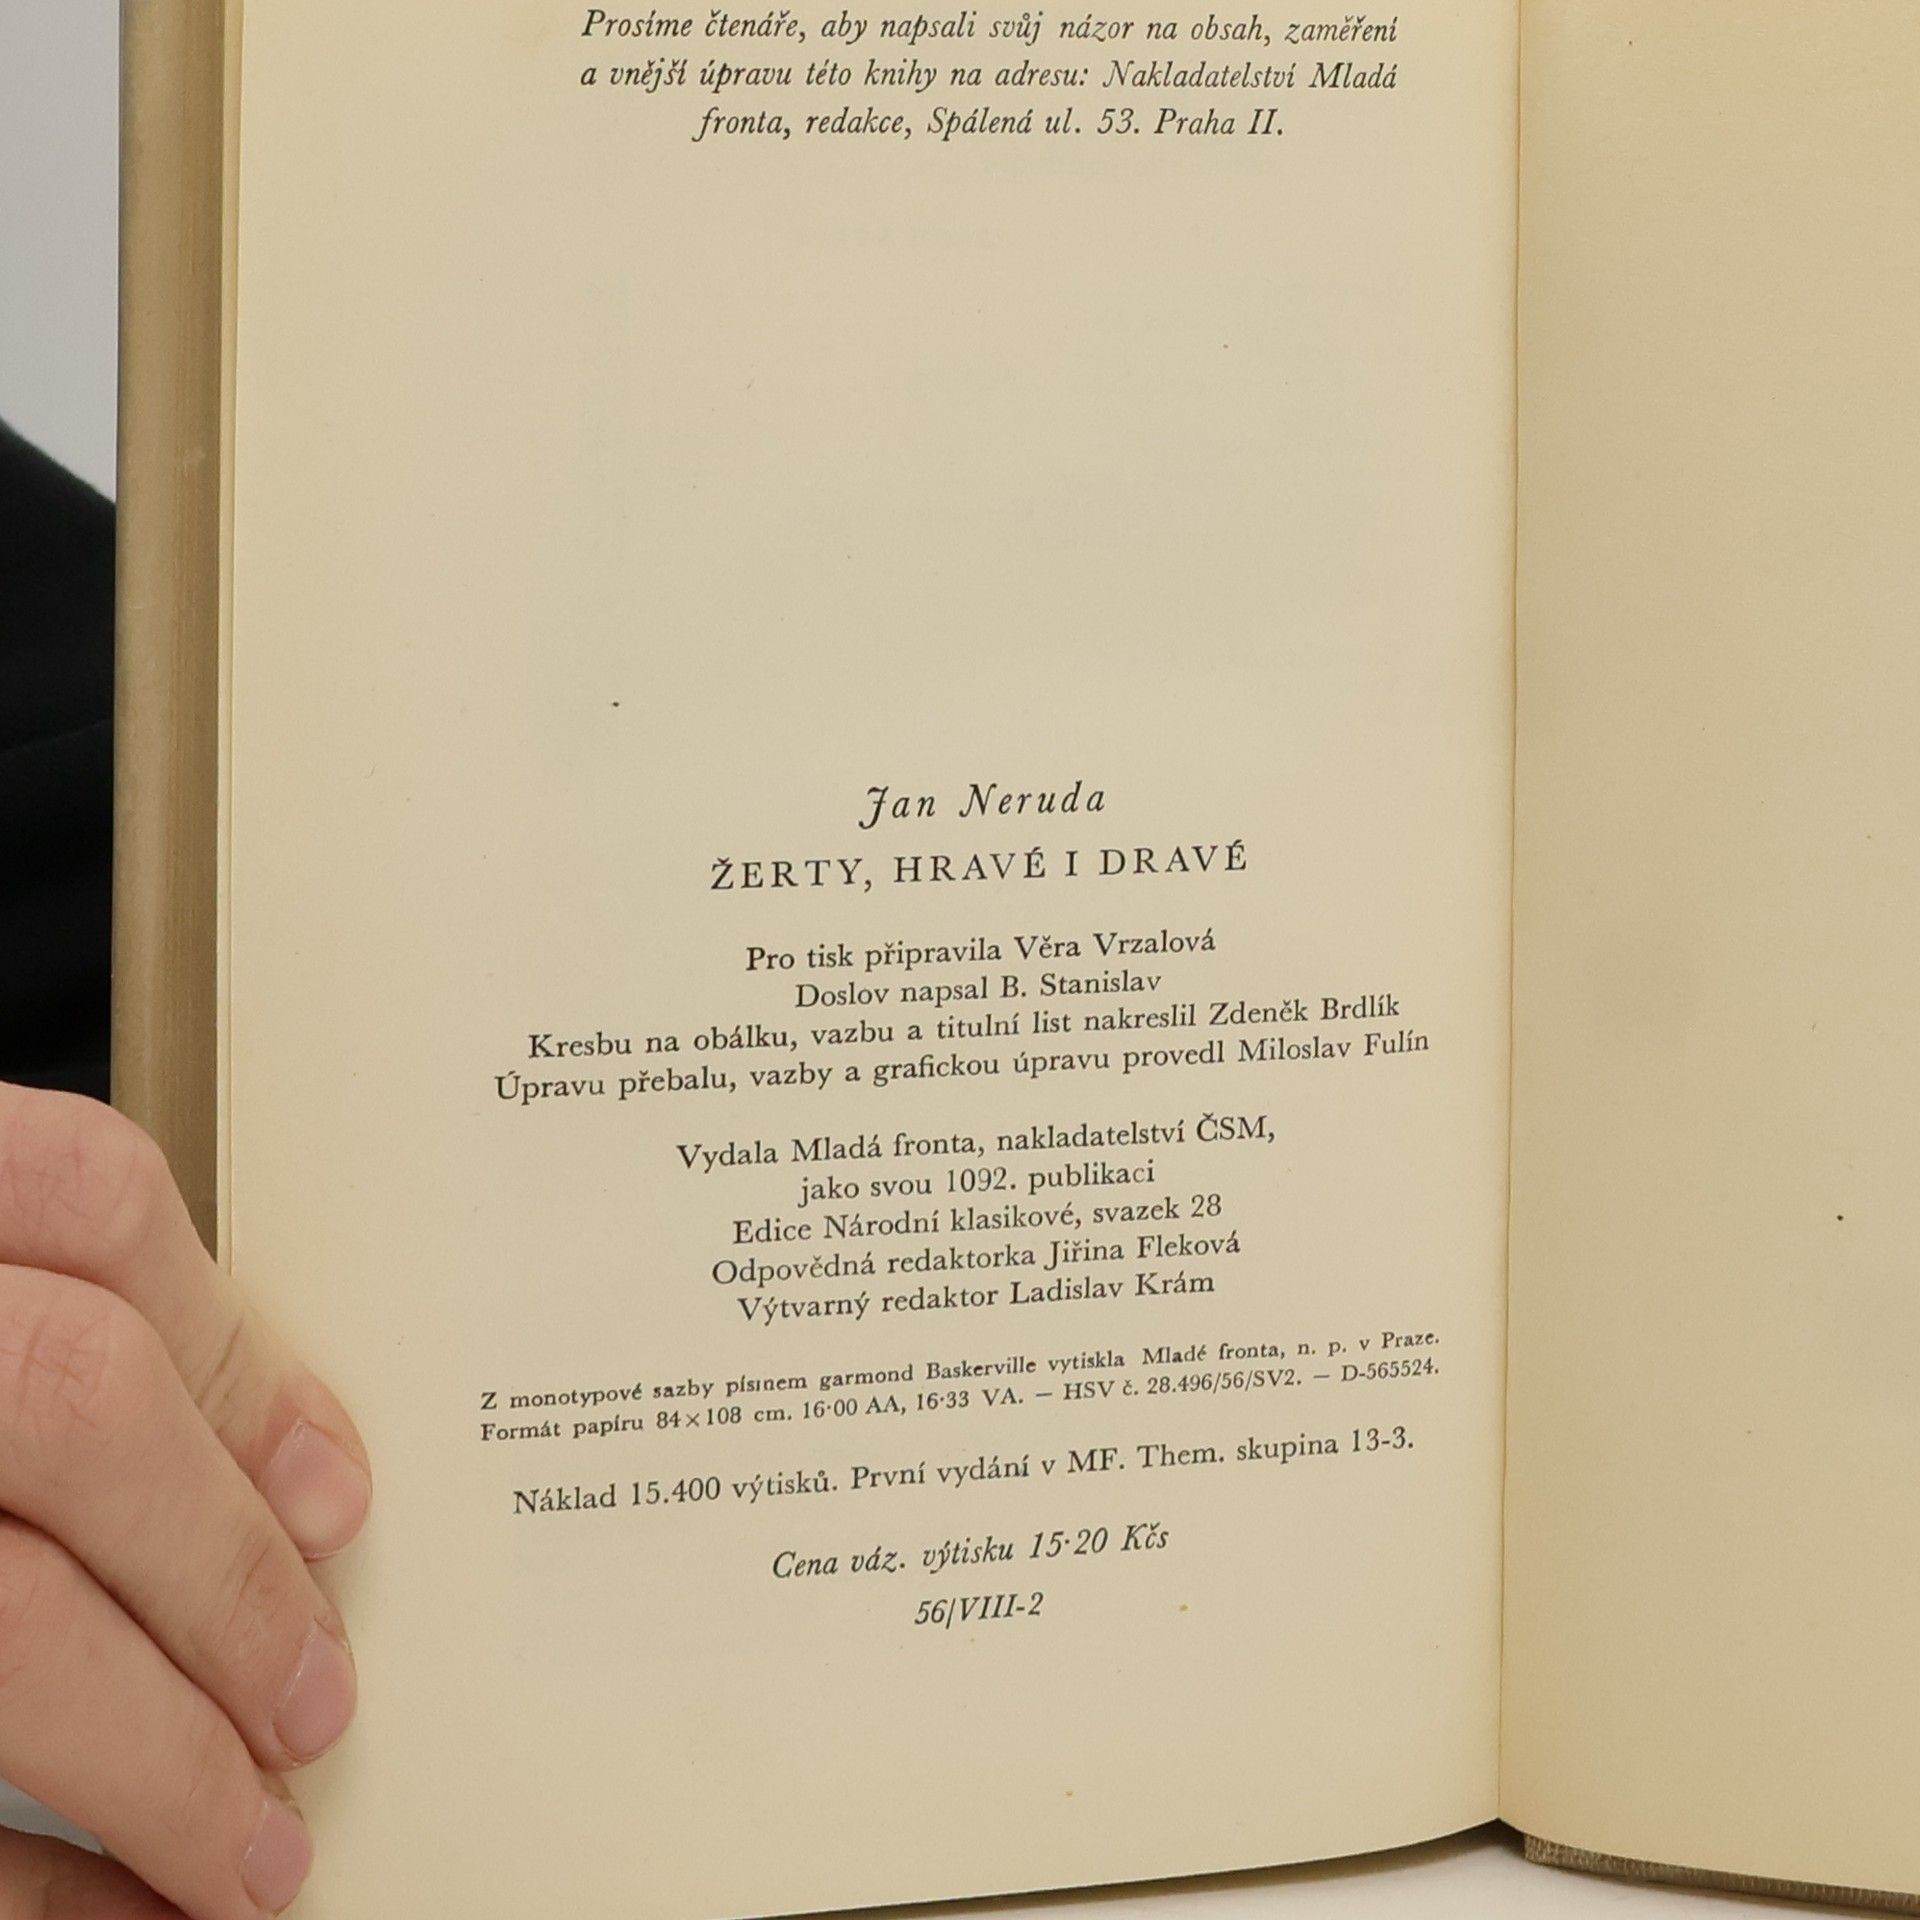 Prosíme čtenáře, aby napsali svůj názor na obsah, zaměření
a vnější úpravu této knihy na adresu: Nakladatelství Mladá
fronta, redakce, Spálená ul. 53. Praha II.
Jan Neruda
ŽERTY, HRAVÉ I DRAVÉ
Pro tisk připravila Věra Vrzalová
Doslov napsal B. Stanislav
Kresbu na obálku, vazbu a titulní list nakreslil Zdeněk Brdlík
Úpravu přebalu, vazby a grafickou úpravu provedl Miloslav Fulín
Vydala Mladá fronta, nakladatelství ČSM,
jako svou 1092. publikaci
Edice Národní klasikové, svazek 28
Odpovědná redaktorka Jiřina Fleková
Výtvarný redaktor Ladislav Krám
Z monotypové sazby písmem garmond Baskerville vytiskla Mladé fronta, n. p. v Praze.
Formát papíru 84×108 cm. 16·00 AA, 16·33 VA. — HSV č. 28.496/56/SV2. — D-565524.
Náklad 15.400 výtisků. První vydání v MF. Them. skupina 13-3.
Cena váz. výtisku 15·20 Kčs
56/VIII-2